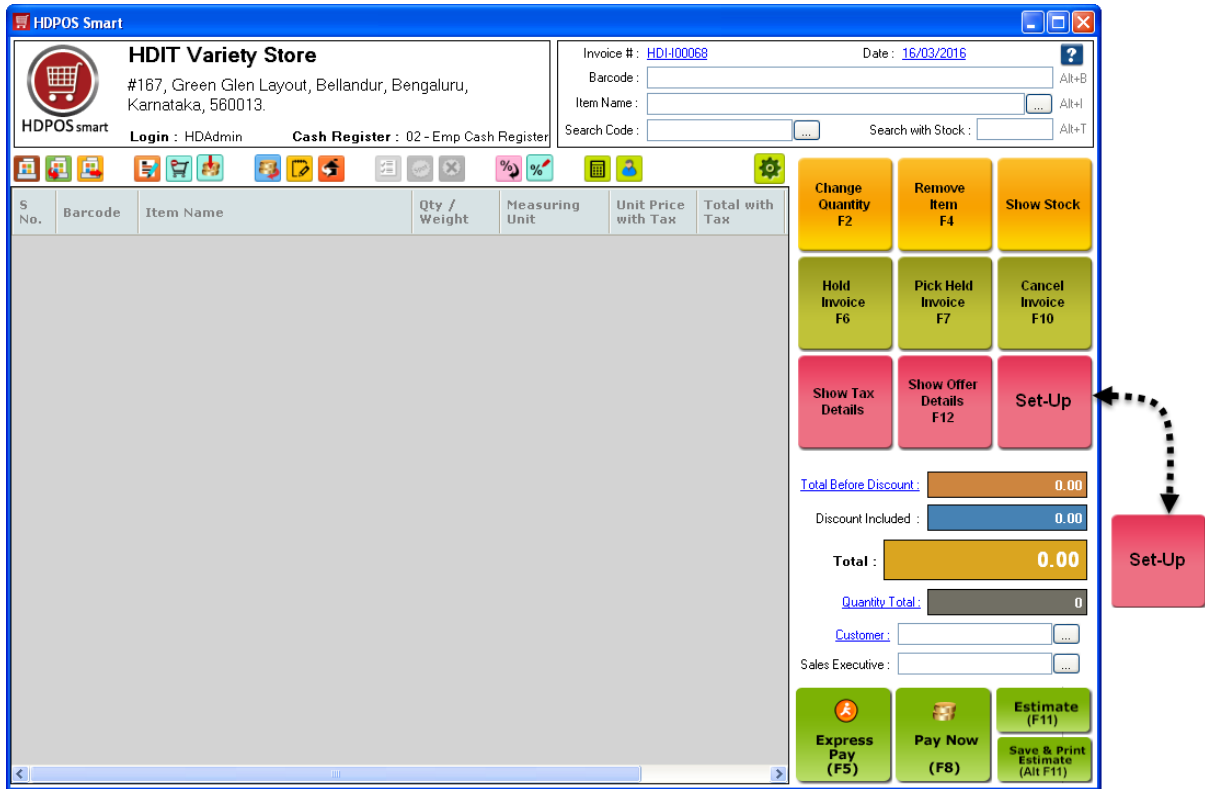 HDPOS Smart
HDIT Variety Store
#167, Green Glen Layout, Bellandur, Bengaluru,
Karnataka, 560013.
HDPOS smart
Login : HDAdmin Cash Register : 02 - Emp Cash Register
Invoice # : HDI-I00068 Date : 16/03/2016 ?
Barcode : Alt+B
Item Name : ... Alt+I
Search Code : ... Search with Stock : Alt+T
S No. Barcode Item Name Qty / Weight Measuring Unit Unit Price with Tax Total with Tax
Change
Quantity
F2
Remove
Item
F4
Show Stock
Hold
Invoice
F6
Pick Held
Invoice
F7
Cancel
Invoice
F10
Show Tax
Details
Show Offer
Details
F12
Set-Up
Total Before Discount : 0.00
Discount Included : 0.00
Total : 0.00
Quantity Total : 0
Customer : ...
Sales Executive : ...
Express
Pay
(F5)
Pay Now
(F8)
Estimate
(F11)
Save & Print
Estimate
(Alt F11)
Set-Up